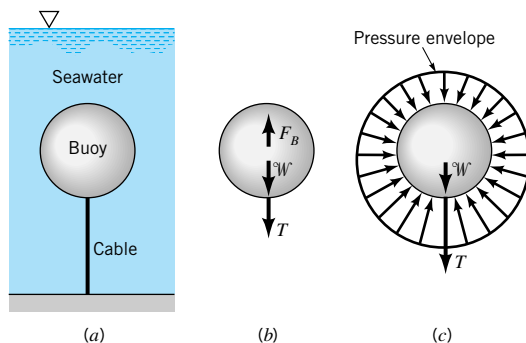 Pressure envelope
Seawater
Buoy
Cable
F_B
𝒲
T
𝒲
T
(a)
(b)
(c)